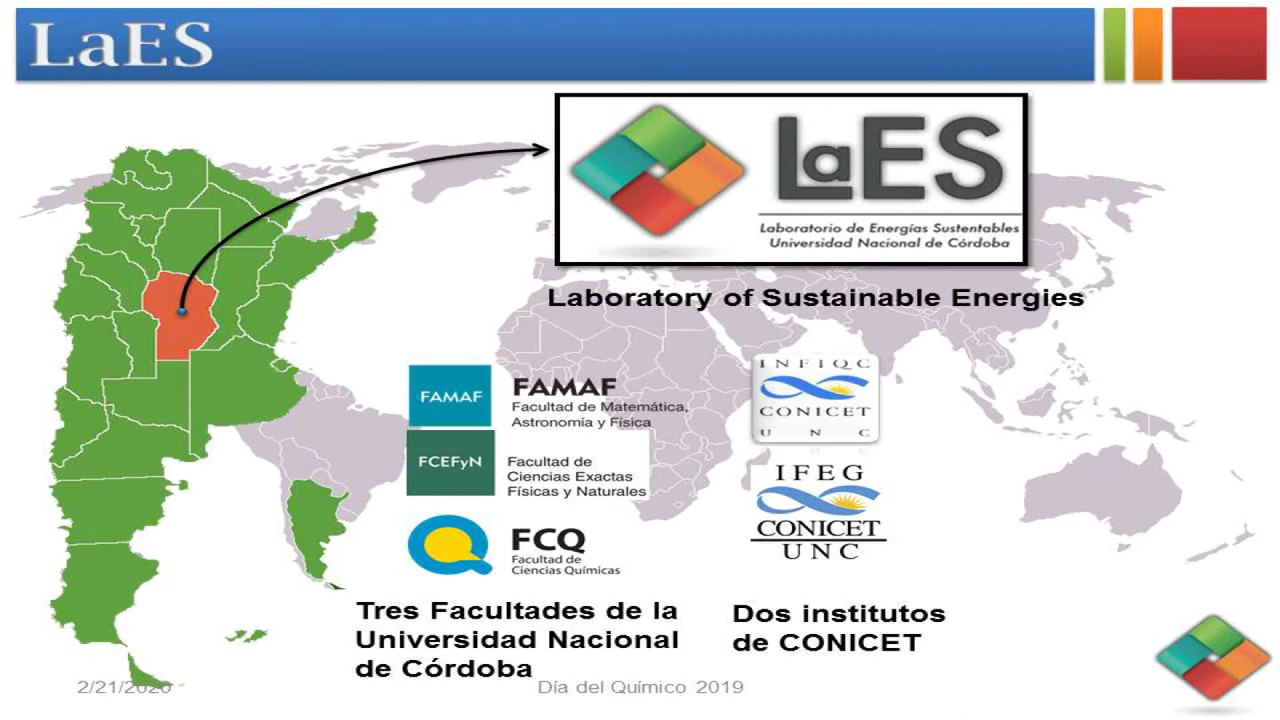 LaES
LaES
Laboratorio de Energías Sustentables
Universidad Nacional de Córdoba
Laboratory of Sustainable Energies
FAMAF
FAMAF
Facultad de Matemática,
Astronomía y Física
FCEFyN
Facultad de
Ciencias Exactas
Físicas y Naturales
FCQ
Facultad de
Ciencias Químicas
INFIQC
CONICET
U N C
IFEG
CONICET
UNC
Tres Facultades de la
Universidad Nacional
de Córdoba
Dos institutos
de CONICET
2/21/2020
Día del Químico 2019